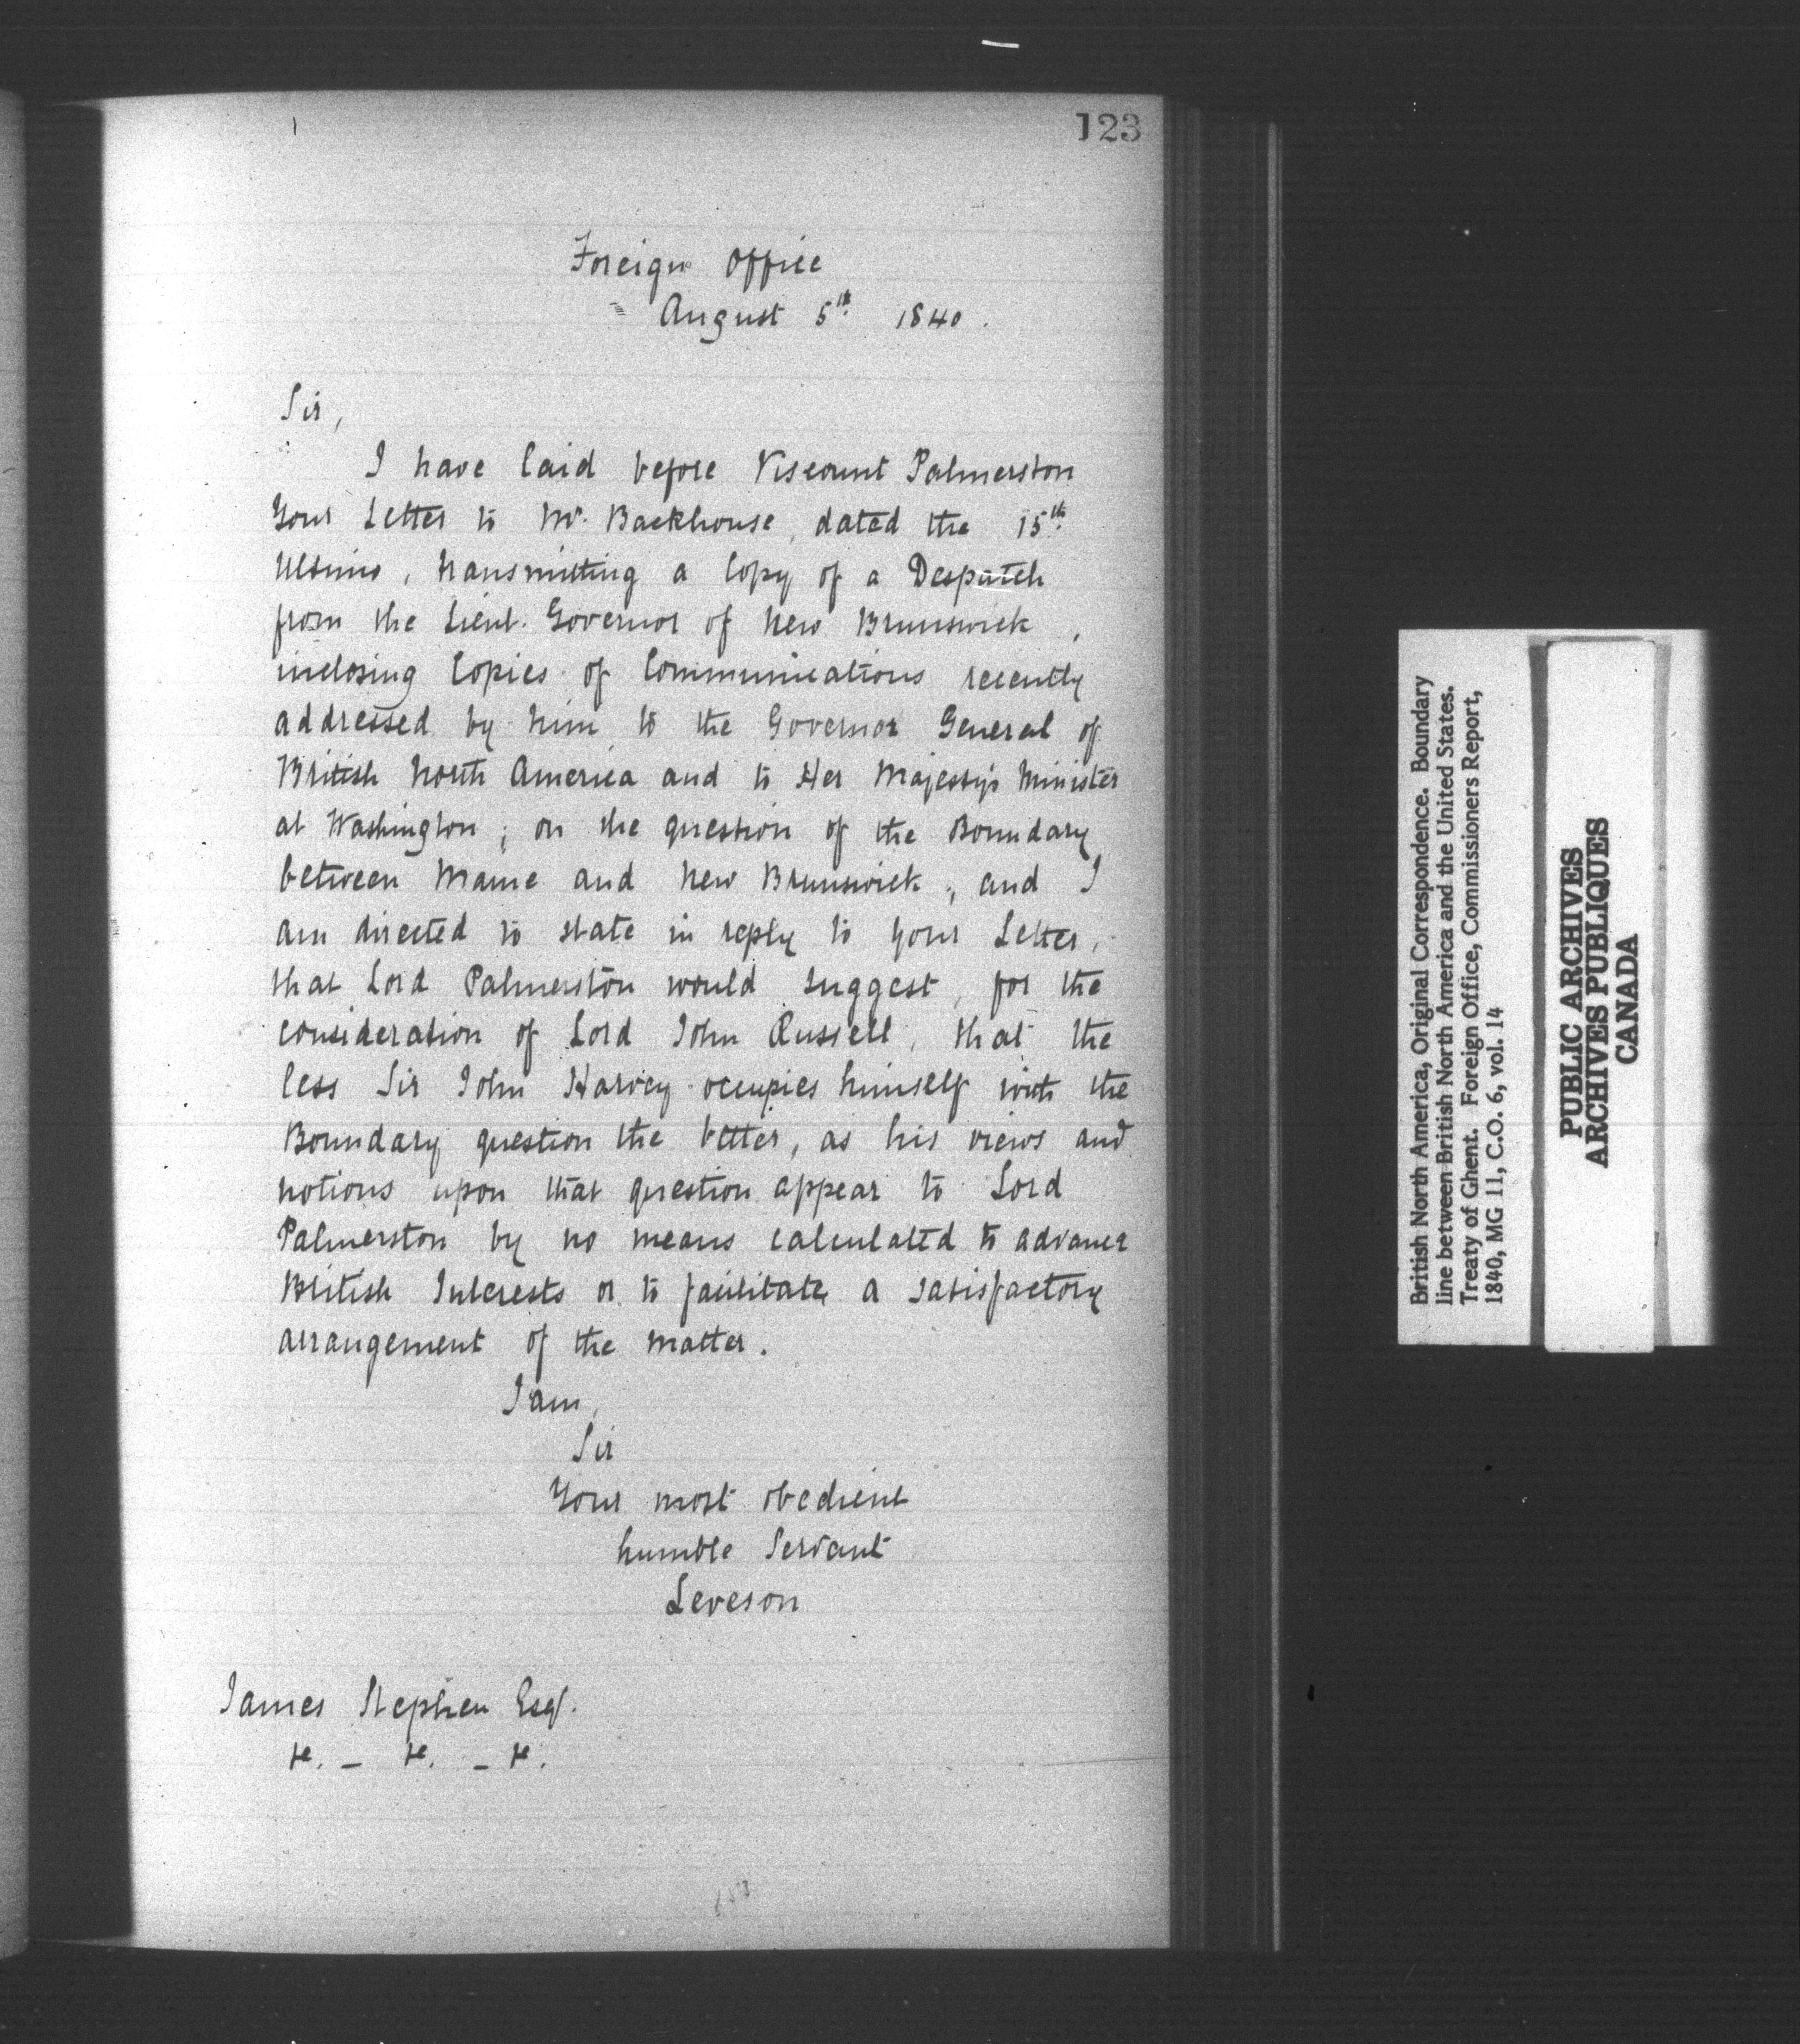 123
Foreign Office
August 5th 1840.
Sir,
I have laid before Viscount Palmerston
Your Letter to Mr. Backhouse, dated the 15th
Ultimo, transmitting a Copy of a Despatch
from the Lieut. Governor of New Brunswick,
inclosing Copies of Communications recently
addressed by him to the Governor General of
British North America and to Her Majesty's Minister
at Washington; on the question of the Boundary
between Maine and New Brunswick; and I
am directed to state in reply to your Letter,
that Lord Palmerston would suggest, for the
consideration of Lord John Russell, that the
less Sir John Harvey occupies himself with the
Boundary question the better, as his views and
notions upon that question appear to Lord
Palmerston by no means calculated to advance
British Interests or to facilitate a satisfactory
arrangement of the matter.
I am,
Sir
Your most obedient
humble Servant
Leveson
James Stephen Esqr.
&c. _ &c. _ &c.
British North America, Original Correspondence. Boundary
line between British North America and the United States.
Treaty of Ghent. Foreign Office, Commissioners Report,
1840, MG 11, C.O. 6, vol. 14
PUBLIC ARCHIVES
ARCHIVES PUBLIQUES
CANADA